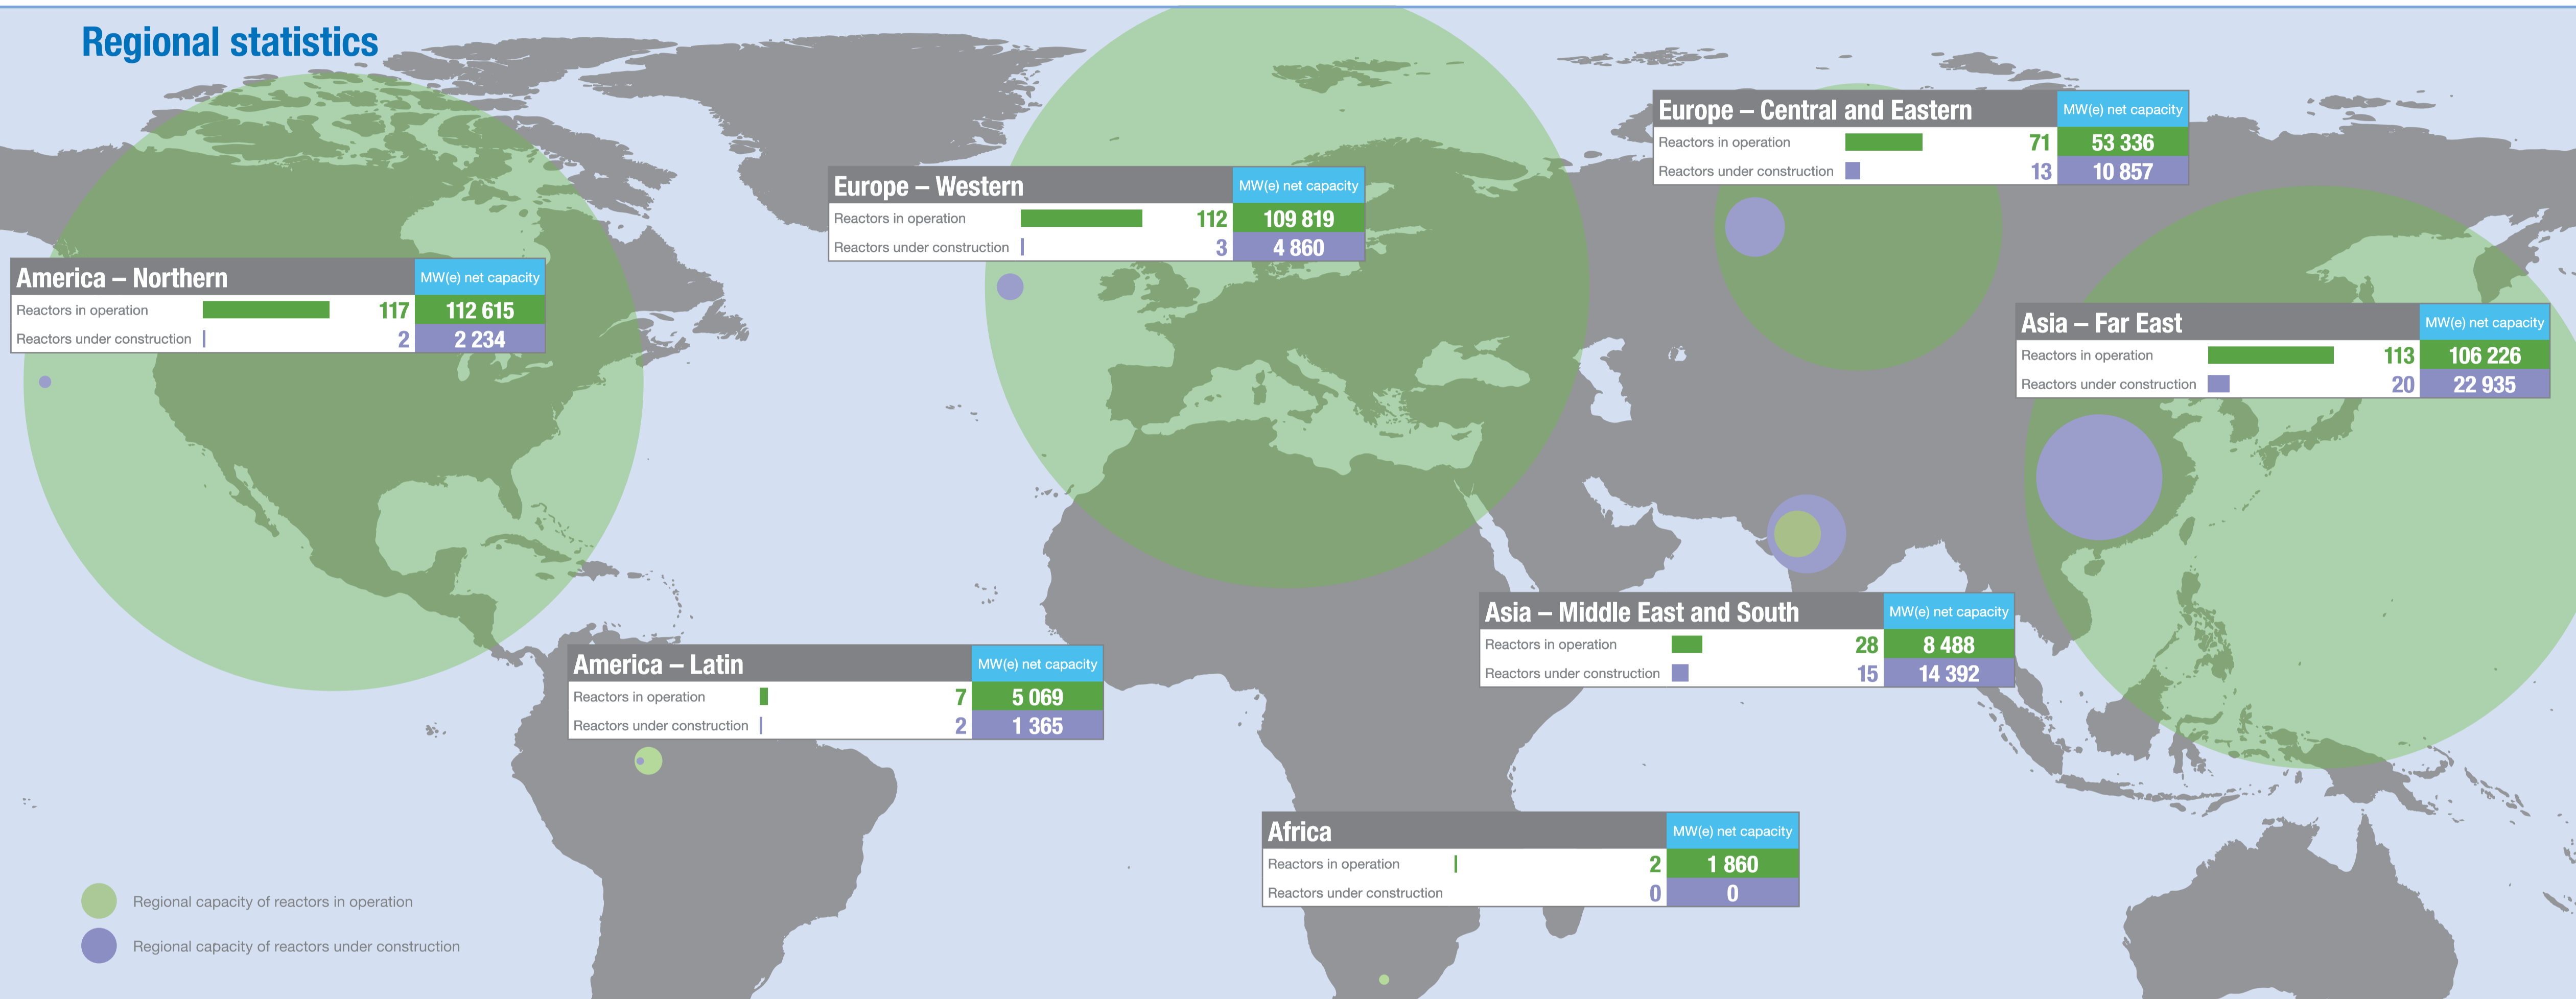 Regional statistics
Europe – Central and Eastern MW(e) net capacity
Reactors in operation 71 53 336
Reactors under construction 13 10 857
Europe – Western MW(e) net capacity
Reactors in operation 112 109 819
Reactors under construction 3 4 860
America – Northern MW(e) net capacity
Reactors in operation 117 112 615
Reactors under construction 2 2 234
Asia – Far East MW(e) net capacity
Reactors in operation 113 106 226
Reactors under construction 20 22 935
Asia – Middle East and South MW(e) net capacity
Reactors in operation 28 8 488
Reactors under construction 15 14 392
America – Latin MW(e) net capacity
Reactors in operation 7 5 069
Reactors under construction 2 1 365
Africa MW(e) net capacity
Reactors in operation 2 1 860
Reactors under construction 0 0
Regional capacity of reactors in operation
Regional capacity of reactors under construction